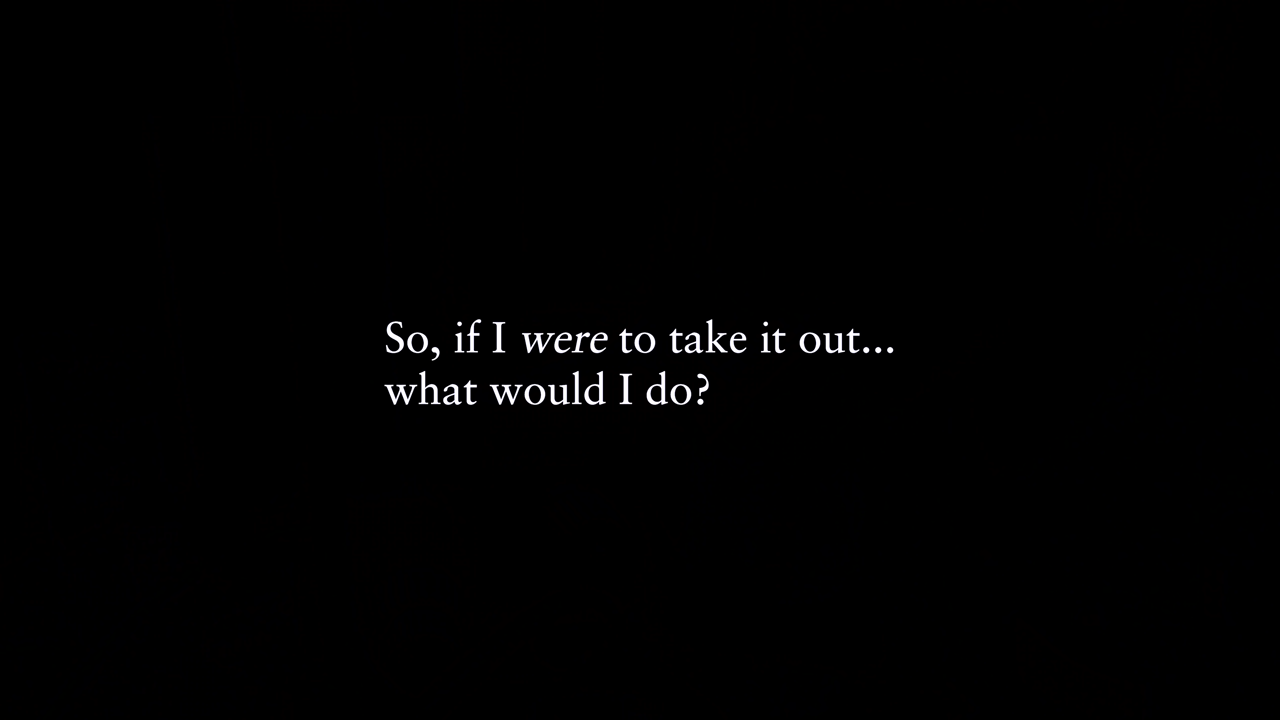 So, if I were to take it out...
what would I do?